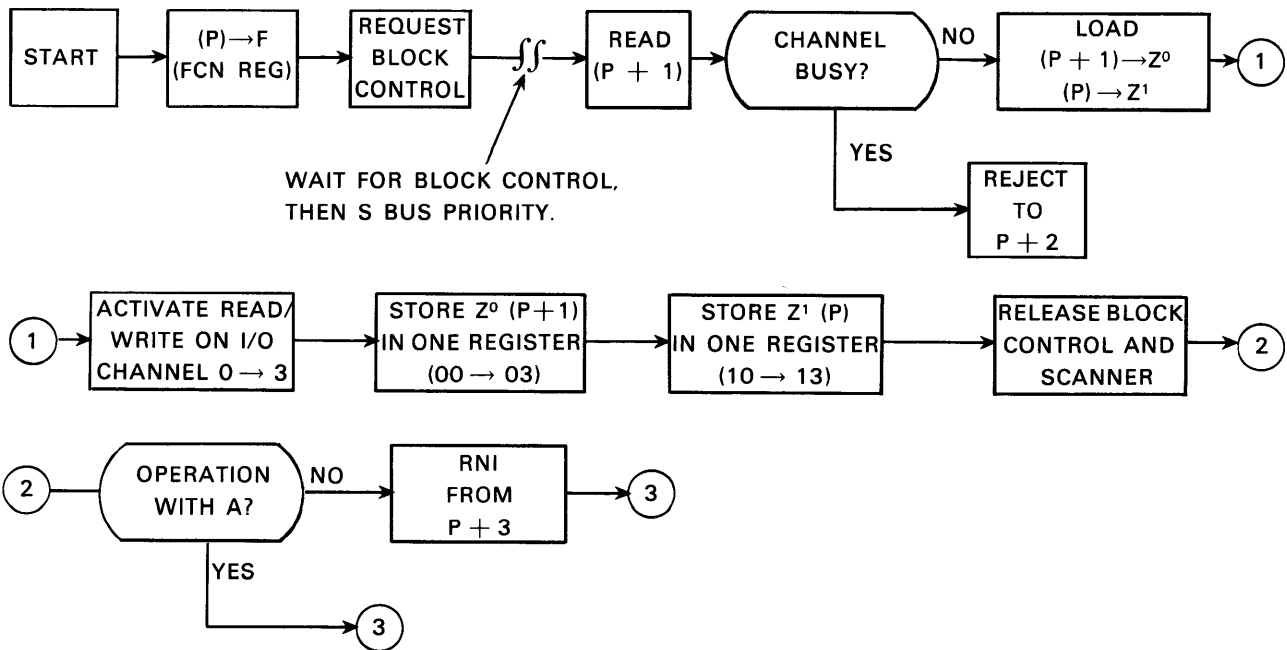 START
(P)→F
(FCN REG)
REQUEST
BLOCK
CONTROL
WAIT FOR BLOCK CONTROL,
THEN S BUS PRIORITY.
READ
(P + 1)
CHANNEL
BUSY?
NO
YES
LOAD
(P + 1)→Z⁰
(P)→Z¹
1
REJECT
TO
P + 2
1
ACTIVATE READ/
WRITE ON I/O
CHANNEL 0→3
STORE Z⁰ (P+1)
IN ONE REGISTER
(00→03)
STORE Z¹ (P)
IN ONE REGISTER
(10→13)
RELEASE BLOCK
CONTROL AND
SCANNER
2
2
OPERATION
WITH A?
NO
YES
RNI
FROM
P + 3
3
3